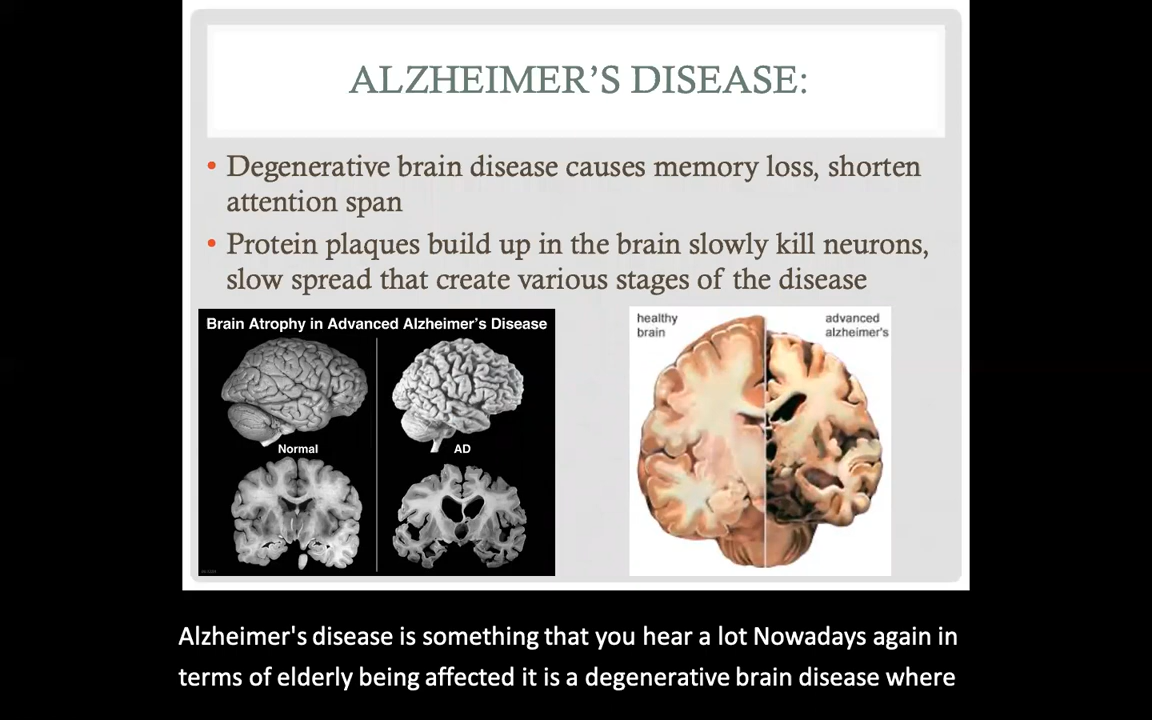 ALZHEIMER’S DISEASE:
• Degenerative brain disease causes memory loss, shorten
attention span
• Protein plaques build up in the brain slowly kill neurons,
slow spread that create various stages of the disease
Brain Atrophy in Advanced Alzheimer’s Disease
Normal
AD
healthy
brain
advanced
alzheimer's
Alzheimer's disease is something that you hear a lot Nowadays again in
terms of elderly being affected it is a degenerative brain disease where